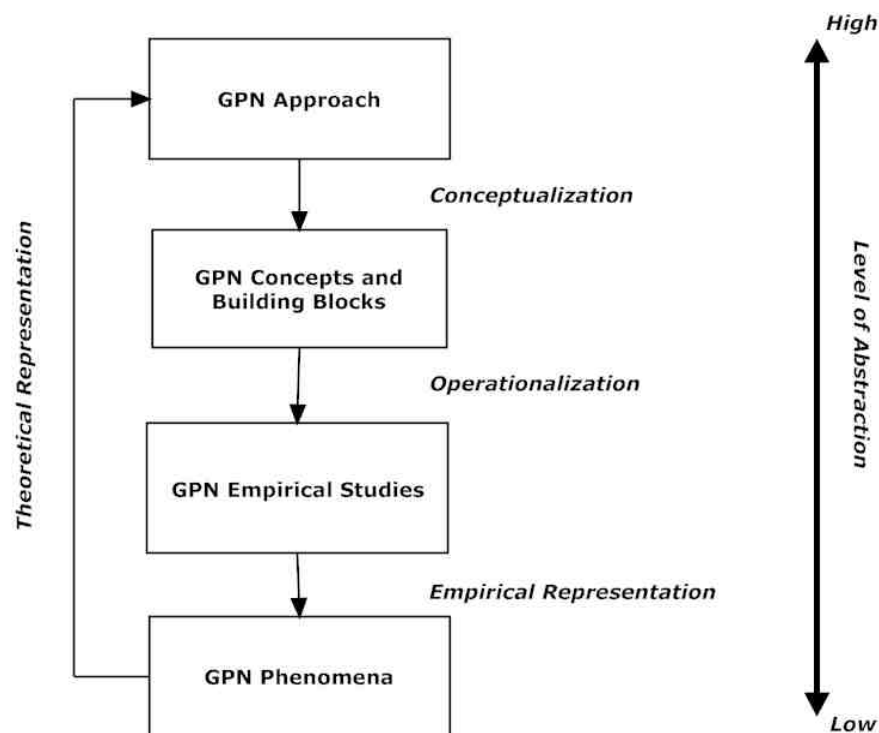 High
GPN Approach
Conceptualization
GPN Concepts and
Building Blocks
Operationalization
GPN Empirical Studies
Empirical Representation
GPN Phenomena
Low
Theoretical Representation
Level of Abstraction